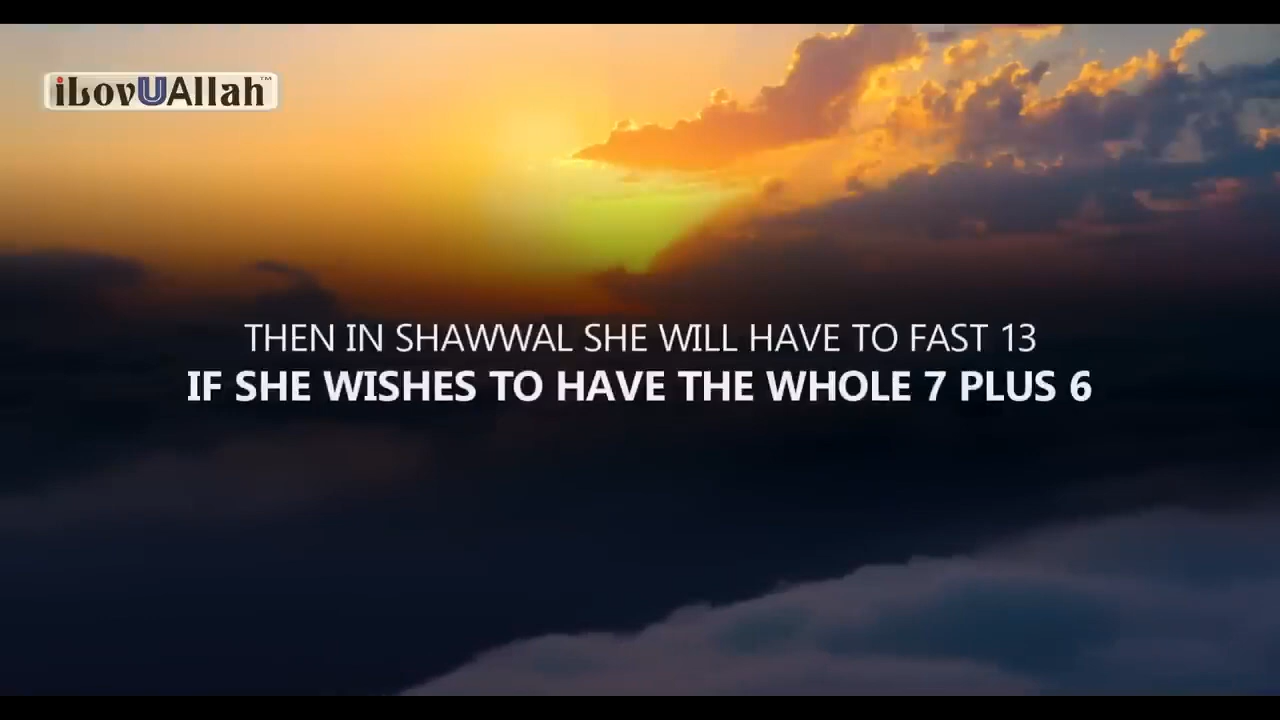 iLovUAllah™
THEN IN SHAWWAL SHE WILL HAVE TO FAST 13
IF SHE WISHES TO HAVE THE WHOLE 7 PLUS 6